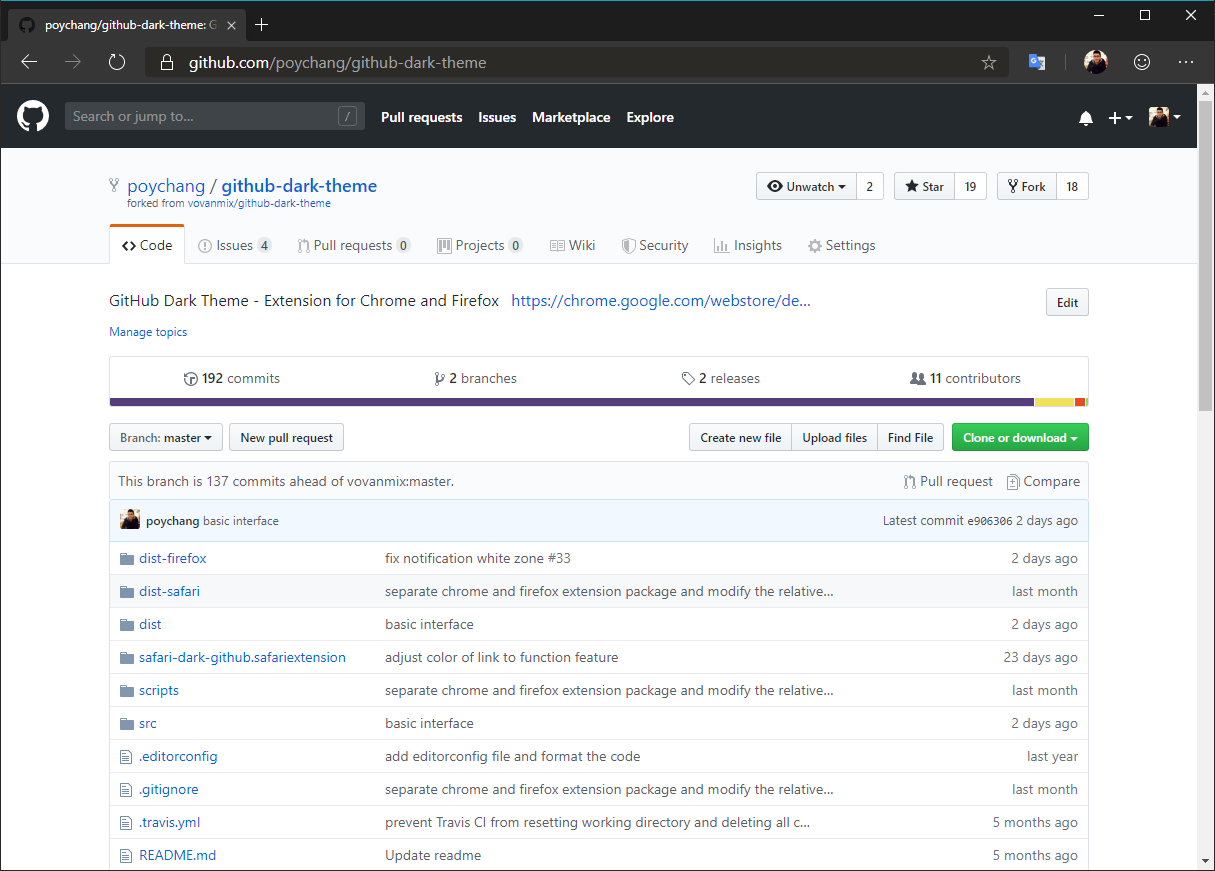 poychang/github-dark-theme: G
github.com/poychang/github-dark-theme
Search or jump to... / Pull requests Issues Marketplace Explore
poychang / github-dark-theme Unwatch 2 Star 19 Fork 18
forked from vovanmix/github-dark-theme
Code Issues 4 Pull requests 0 Projects 0 Wiki Security Insights Settings
GitHub Dark Theme - Extension for Chrome and Firefox https://chrome.google.com/webstore/de... Edit
Manage topics
192 commits 2 branches 2 releases 11 contributors
Branch: master New pull request Create new file Upload files Find File Clone or download
This branch is 137 commits ahead of vovanmix:master. Pull request Compare
poychang basic interface Latest commit e906306 2 days ago
dist-firefox fix notification white zone #33 2 days ago
dist-safari separate chrome and firefox extension package and modify the relative... last month
dist basic interface 2 days ago
safari-dark-github.safariextension adjust color of link to function feature 23 days ago
scripts separate chrome and firefox extension package and modify the relative... last month
src basic interface 2 days ago
.editorconfig add editorconfig file and format the code last year
.gitignore separate chrome and firefox extension package and modify the relative... last month
.travis.yml prevent Travis CI from resetting working directory and deleting all c... 5 months ago
README.md Update readme 5 months ago